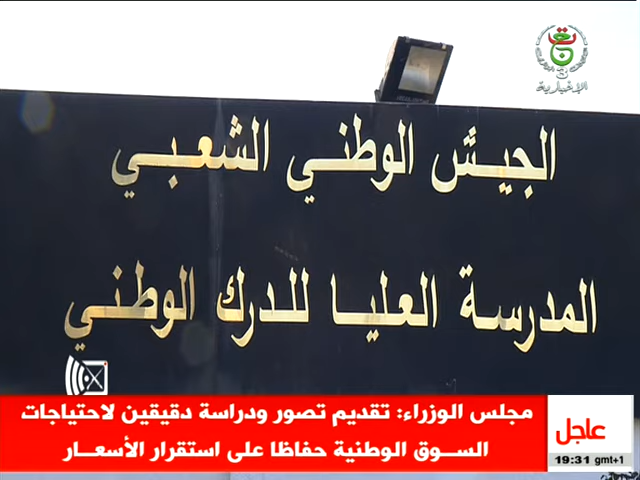 الإخبارية
الجيش الوطني الشعبي
المدرسة العليا للدرك الوطني
مجلس الوزراء: تقديم تصور ودراسة دقيقين لاحتياجات
السوق الوطنية حفاظا على استقرار الأسعار
عاجل
19:31 gmt+1